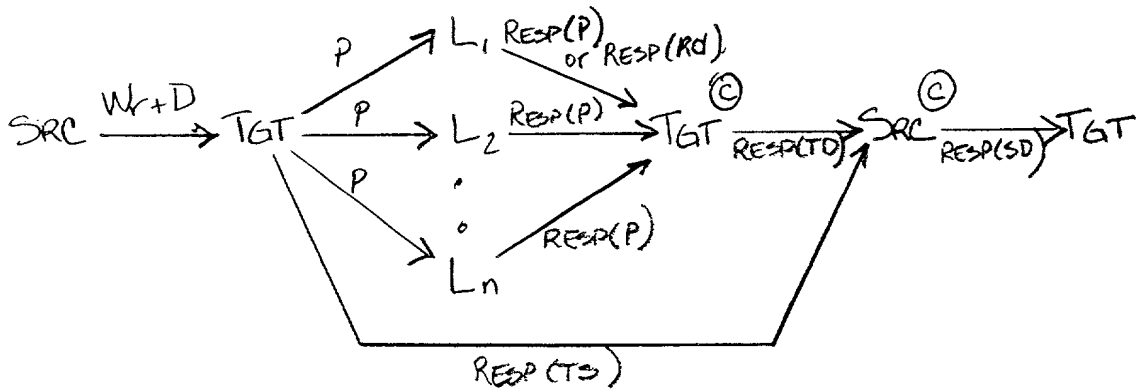 P
L1
RESP(P)
or RESP(Rd)
SRC
Wr+D
TGT
P
L2
RESP(P)
TGT
C
RESP(TD)
SRC
C
RESP(SD)
TGT
P
Ln
RESP(P)
RESP(TS)